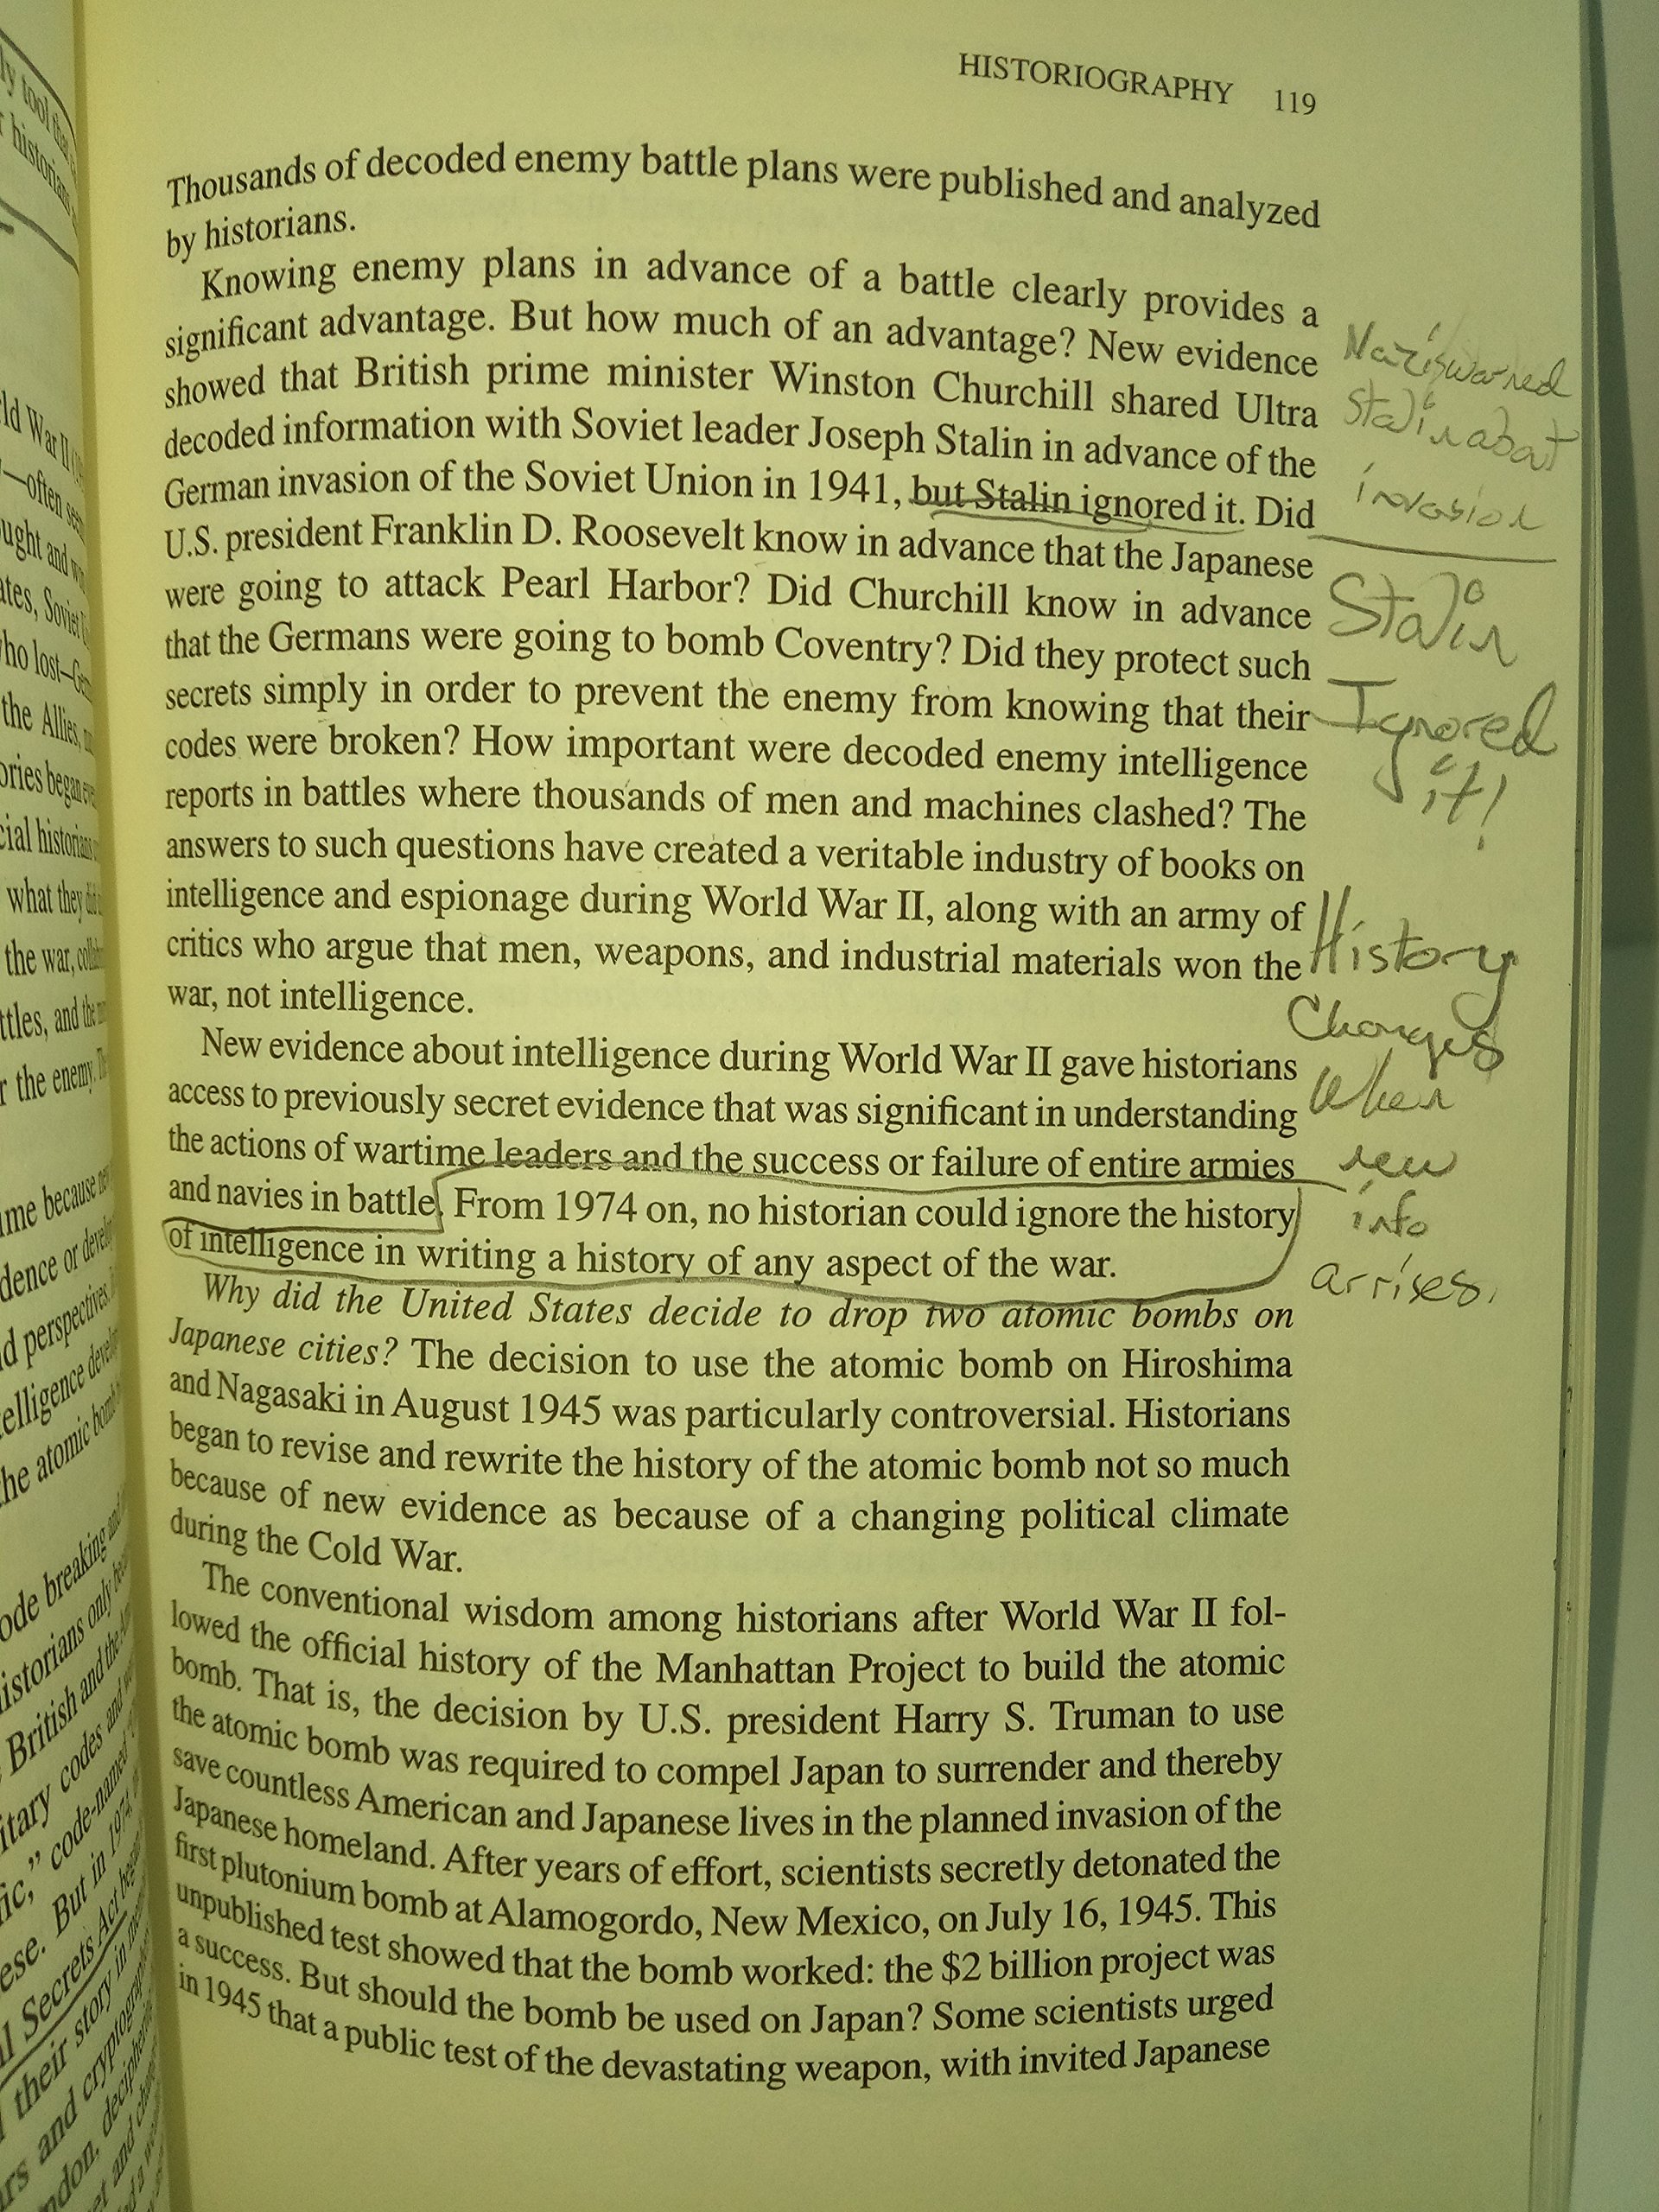 HISTORIOGRAPHY 119
Thousands of decoded enemy battle plans were published and analyzed
by historians.
Knowing enemy plans in advance of a battle clearly provides a
significant advantage. But how much of an advantage? New evidence
showed that British prime minister Winston Churchill shared Ultra
decoded information with Soviet leader Joseph Stalin in advance of the
German invasion of the Soviet Union in 1941, but Stalin ignored it. Did
U.S. president Franklin D. Roosevelt know in advance that the Japanese
were going to attack Pearl Harbor? Did Churchill know in advance
that the Germans were going to bomb Coventry? Did they protect such
secrets simply in order to prevent the enemy from knowing that their
codes were broken? How important were decoded enemy intelligence
reports in battles where thousands of men and machines clashed? The
answers to such questions have created a veritable industry of books on
intelligence and espionage during World War II, along with an army of
critics who argue that men, weapons, and industrial materials won the
war, not intelligence.
New evidence about intelligence during World War II gave historians
access to previously secret evidence that was significant in understanding
the actions of wartime leaders and the success or failure of entire armies
and navies in battle. From 1974 on, no historian could ignore the history
of intelligence in writing a history of any aspect of the war.
Why did the United States decide to drop two atomic bombs on
Japanese cities? The decision to use the atomic bomb on Hiroshima
and Nagasaki in August 1945 was particularly controversial. Historians
began to revise and rewrite the history of the atomic bomb not so much
because of new evidence as because of a changing political climate
during the Cold War.
The conventional wisdom among historians after World War II fol-
lowed the official history of the Manhattan Project to build the atomic
bomb. That is, the decision by U.S. president Harry S. Truman to use
the atomic bomb was required to compel Japan to surrender and thereby
save countless American and Japanese lives in the planned invasion of the
Japanese homeland. After years of effort, scientists secretly detonated the
first plutonium bomb at Alamogordo, New Mexico, on July 16, 1945. This
unpublished test showed that the bomb worked: the $2 billion project was
a success. But should the bomb be used on Japan? Some scientists urged
in 1945 that a public test of the devastating weapon, with invited Japanese
Nazis warned
Stalin about
invasion
Stalin
Ignored
it!
History
Changes
When
new
info
arrises.